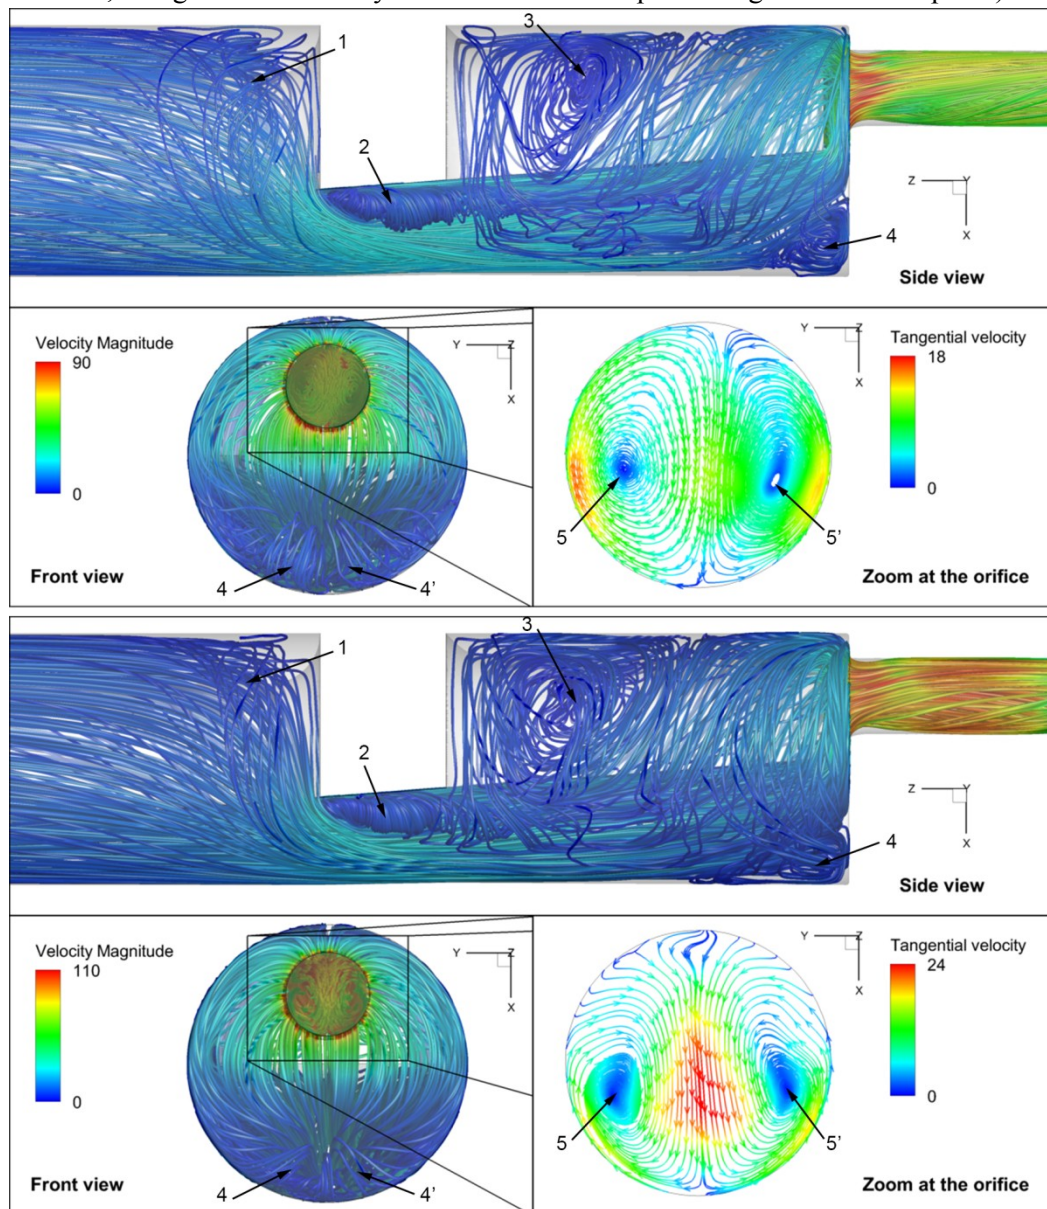 1
3
2
Z
Y
X
4
Side view
Velocity Magnitude
90
0
Y
Z
X
4
4'
Front view
Y
Z
X
Tangential velocity
18
0
5
5'
Zoom at the orifice
1
3
2
Z
Y
X
4
Side view
Velocity Magnitude
110
0
Y
Z
X
4
4'
Front view
Y
Z
X
Tangential velocity
24
0
5
5'
Zoom at the orifice